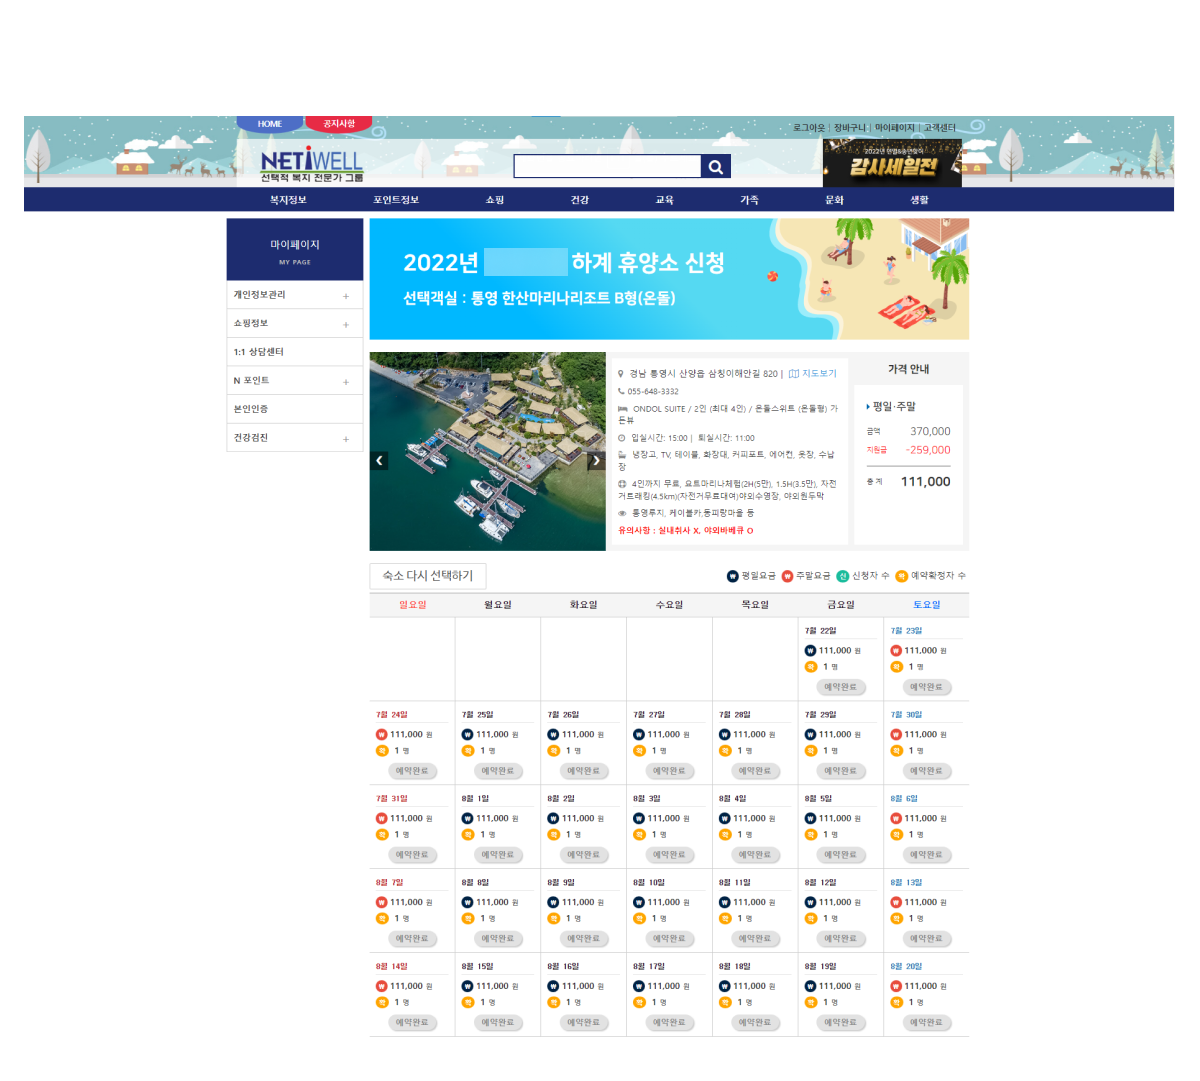 HOME 공지사항
로그아웃 | 장바구니 | 마이페이지 | 고객센터
NETIWELL
선택적 복지 전문가 그룹
감사세일전
복지정보 포인트정보 쇼핑 건강 교육 가족 문화 생활
마이페이지
MY PAGE
개인정보관리 +
쇼핑정보 +
1:1 상담센터
N 포인트 +
본인인증
건강검진 +
2022년 하계 휴양소 신청
선택객실 : 통영 한산마리나리조트 B형(온돌)
경남 통영시 산양읍 삼칭이해안길 820 | 지도보기
055-648-3332
ONDOL SUITE / 2인 (최대 4인) / 온돌스위트 (온돌형) 가
든뷰
입실시간: 15:00 | 퇴실시간: 11:00
냉장고, TV, 테이블, 화장대, 커피포트, 에어컨, 옷장, 수납
장
4인까지 무료, 요트마리나체험(2H(5만), 1.5H(3.5만), 자전
거트래킹(4.5km)(자전거무료대여)야외수영장, 야외원두막
통영루지, 케이블카,동피랑마을 등
유의사항 : 실내취사 X, 야외바베큐 O
가격 안내
평일·주말
금액 370,000
지원금 -259,000
총 계 111,000
숙소 다시 선택하기
₩ 평일요금 ₩ 주말요금 신 신청자 수 확 예약확정자 수
일요일 월요일 화요일 수요일 목요일 금요일 토요일
7월 22일 7월 23일
₩ 111,000 원 ₩ 111,000 원
확 1 명 확 1 명
예약완료 예약완료
7월 24일 7월 25일 7월 26일 7월 27일 7월 28일 7월 29일 7월 30일
₩ 111,000 원 ₩ 111,000 원 ₩ 111,000 원 ₩ 111,000 원 ₩ 111,000 원 ₩ 111,000 원 ₩ 111,000 원
확 1 명 확 1 명 확 1 명 확 1 명 확 1 명 확 1 명 확 1 명
예약완료 예약완료 예약완료 예약완료 예약완료 예약완료 예약완료
7월 31일 8월 1일 8월 2일 8월 3일 8월 4일 8월 5일 8월 6일
₩ 111,000 원 ₩ 111,000 원 ₩ 111,000 원 ₩ 111,000 원 ₩ 111,000 원 ₩ 111,000 원 ₩ 111,000 원
확 1 명 확 1 명 확 1 명 확 1 명 확 1 명 확 1 명 확 1 명
예약완료 예약완료 예약완료 예약완료 예약완료 예약완료 예약완료
8월 7일 8월 8일 8월 9일 8월 10일 8월 11일 8월 12일 8월 13일
₩ 111,000 원 ₩ 111,000 원 ₩ 111,000 원 ₩ 111,000 원 ₩ 111,000 원 ₩ 111,000 원 ₩ 111,000 원
확 1 명 확 1 명 확 1 명 확 1 명 확 1 명 확 1 명 확 1 명
예약완료 예약완료 예약완료 예약완료 예약완료 예약완료 예약완료
8월 14일 8월 15일 8월 16일 8월 17일 8월 18일 8월 19일 8월 20일
₩ 111,000 원 ₩ 111,000 원 ₩ 111,000 원 ₩ 111,000 원 ₩ 111,000 원 ₩ 111,000 원 ₩ 111,000 원
확 1 명 확 1 명 확 1 명 확 1 명 확 1 명 확 1 명 확 1 명
예약완료 예약완료 예약완료 예약완료 예약완료 예약완료 예약완료